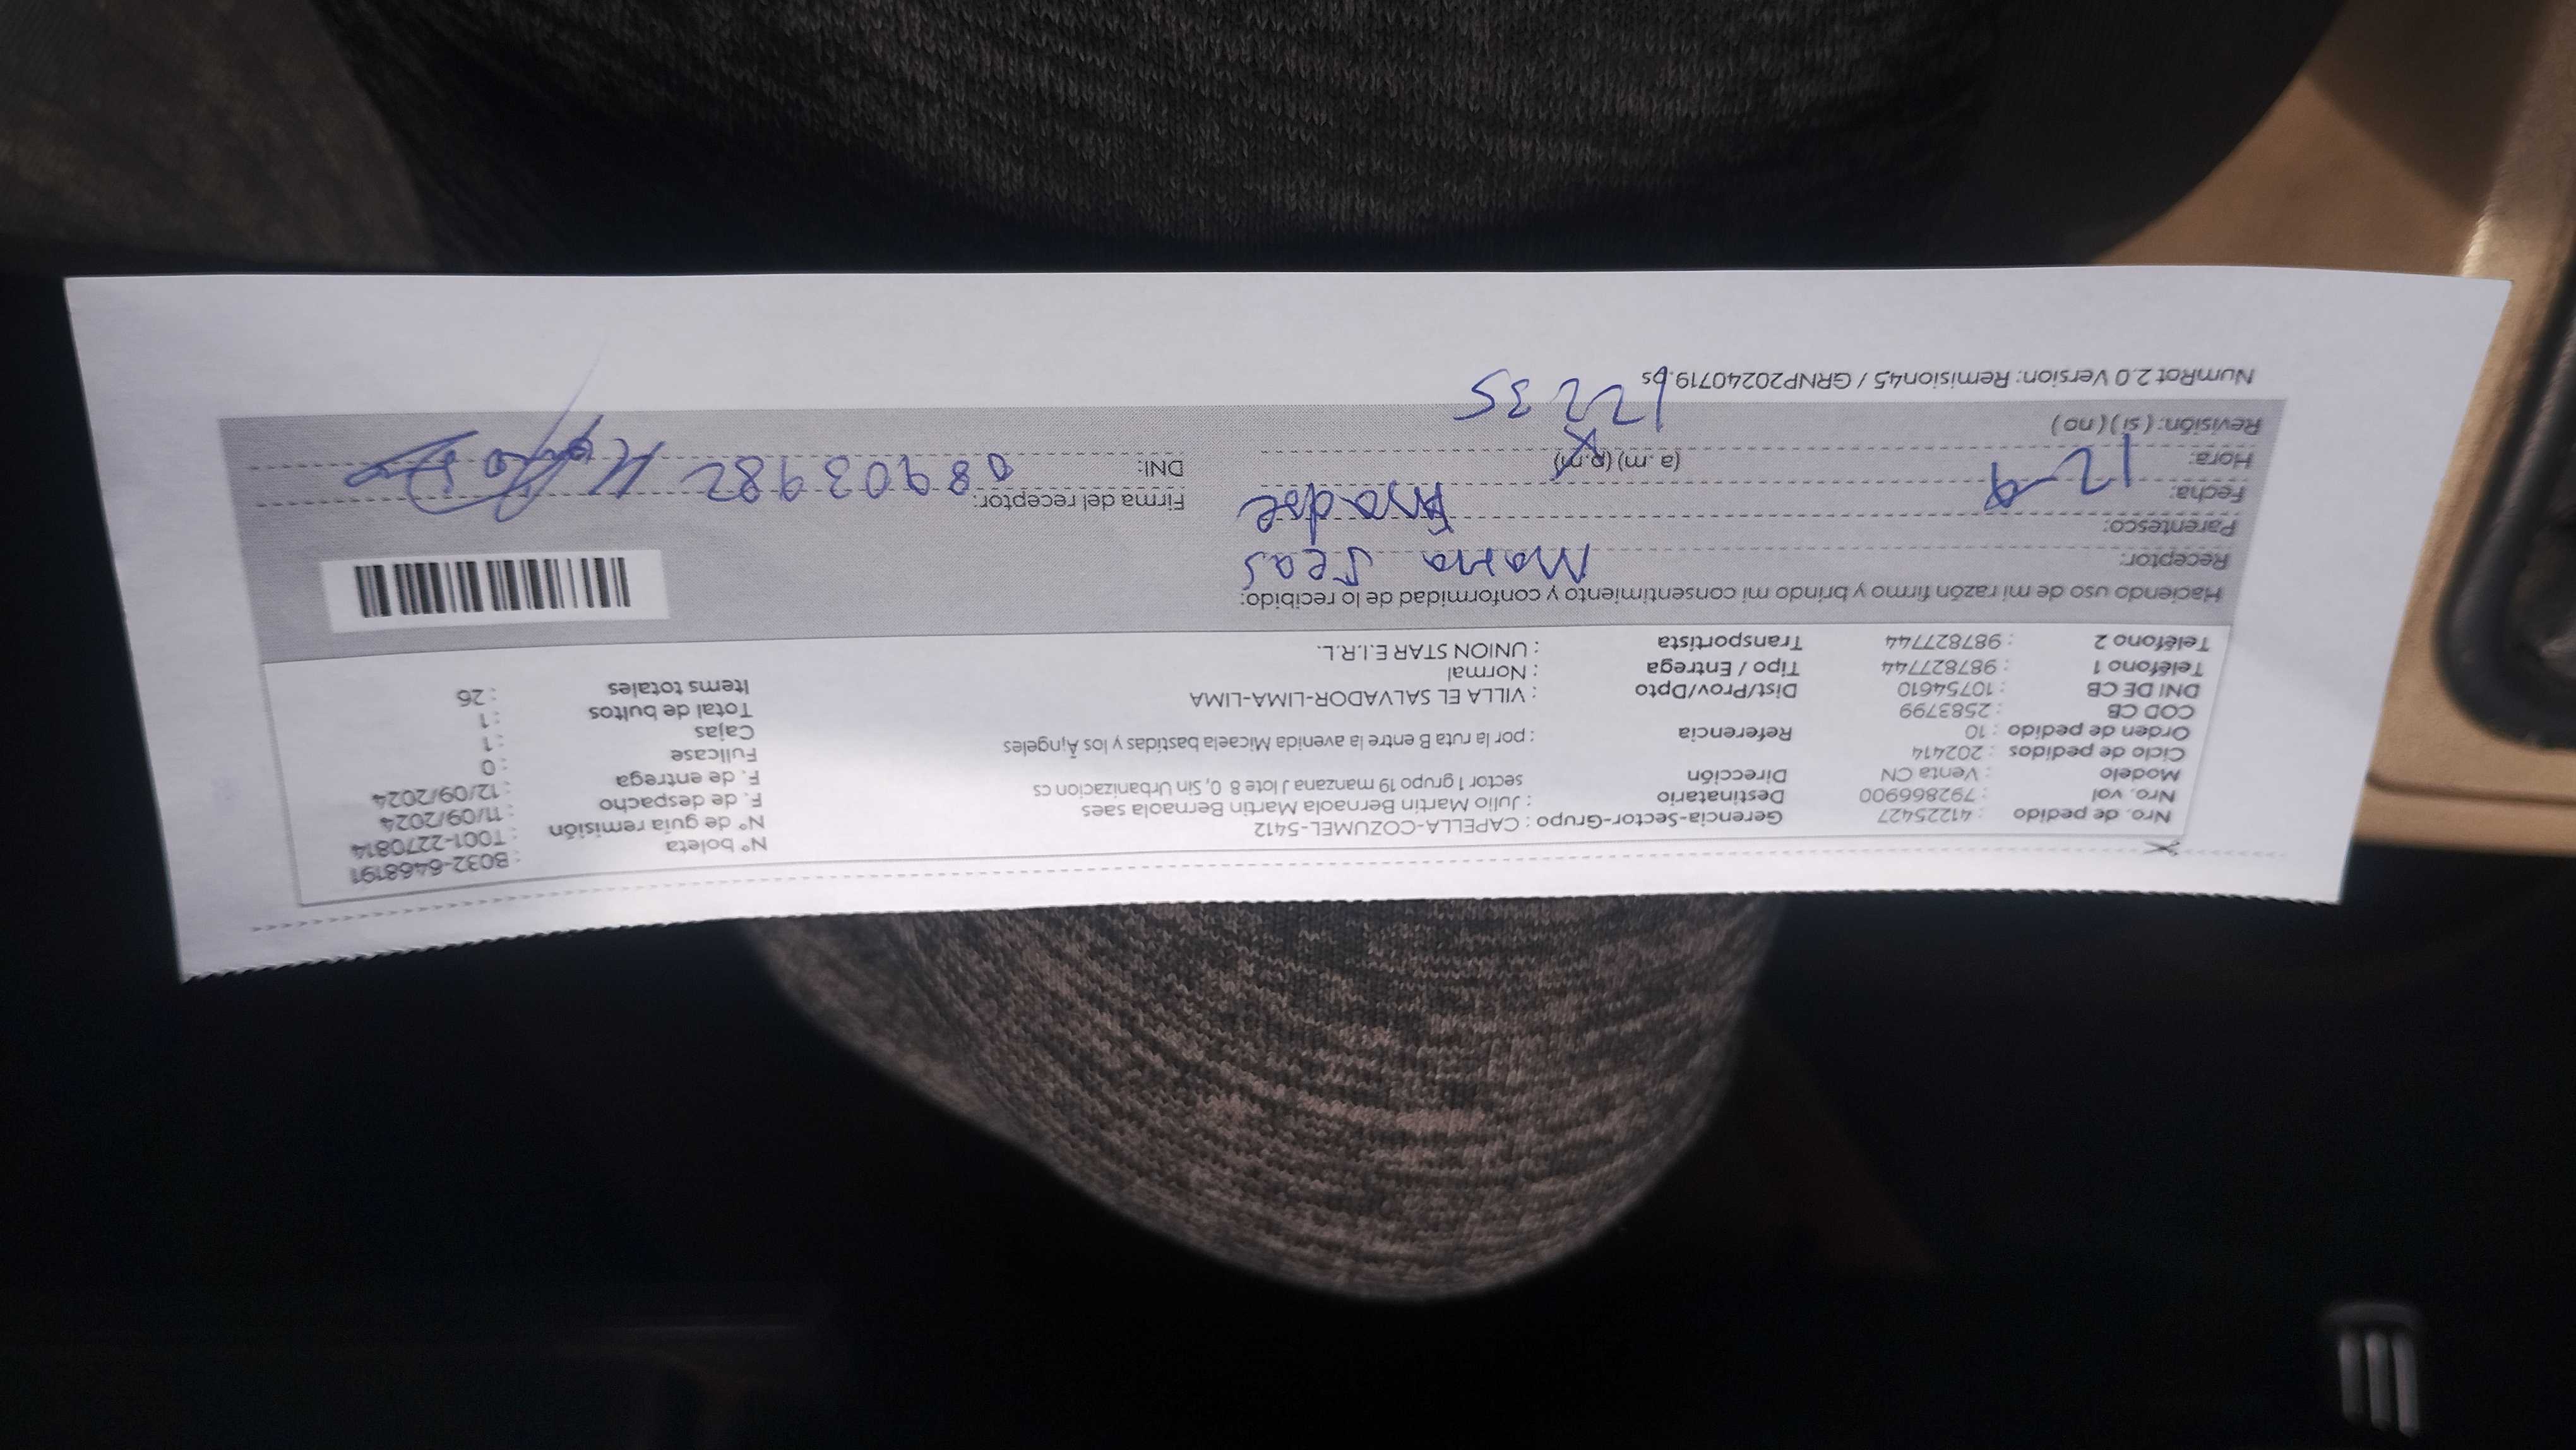 Nro. de pedido : 41225427 Gerencia-Sector-Grupo : CAPELLA-COZUMEL-5412 N° boleta : B032-6468191
Nro. vol : 792866900 Destinatario : Julio Martin Bernaola Martin Bernaola saes N° de guía remisión : T001-2270814
Modelo : Venta CN Dirección sector 1 grupo 19 manzana J lote 8 0, Sin Urbanizacion cs F. de despacho : 11/09/2024
Ciclo de pedidos : 202414 F. de entrega : 12/09/2024
Orden de pedido : 10 Referencia : por la ruta B entre la avenida Micaela bastidas y los Ã¡ngeles Fullcase : 0
COD CB : 2583799 Cajas : 1
DNI DE CB : 10754610 Dist/Prov/Dpto : VILLA EL SALVADOR-LIMA-LIMA Total de bultos : 1
Teléfono 1 : 987827744 Tipo / Entrega : Normal Items totales : 26
Teléfono 2 : 987827744 Transportista : UNION STAR E.I.R.L.
Haciendo uso de mi razón firmo y brindo mi consentimiento y conformidad de lo recibido:
Receptor: Maria
Parentesco: Madre
Fecha: 12-9 Firma del receptor:
Hora: (a. m.) (p.m) DNI: 08903982
Revisión: ( si ) ( no ) 12235
NumRot 2.0 Version: Remision45 / GRNP20240719.ps